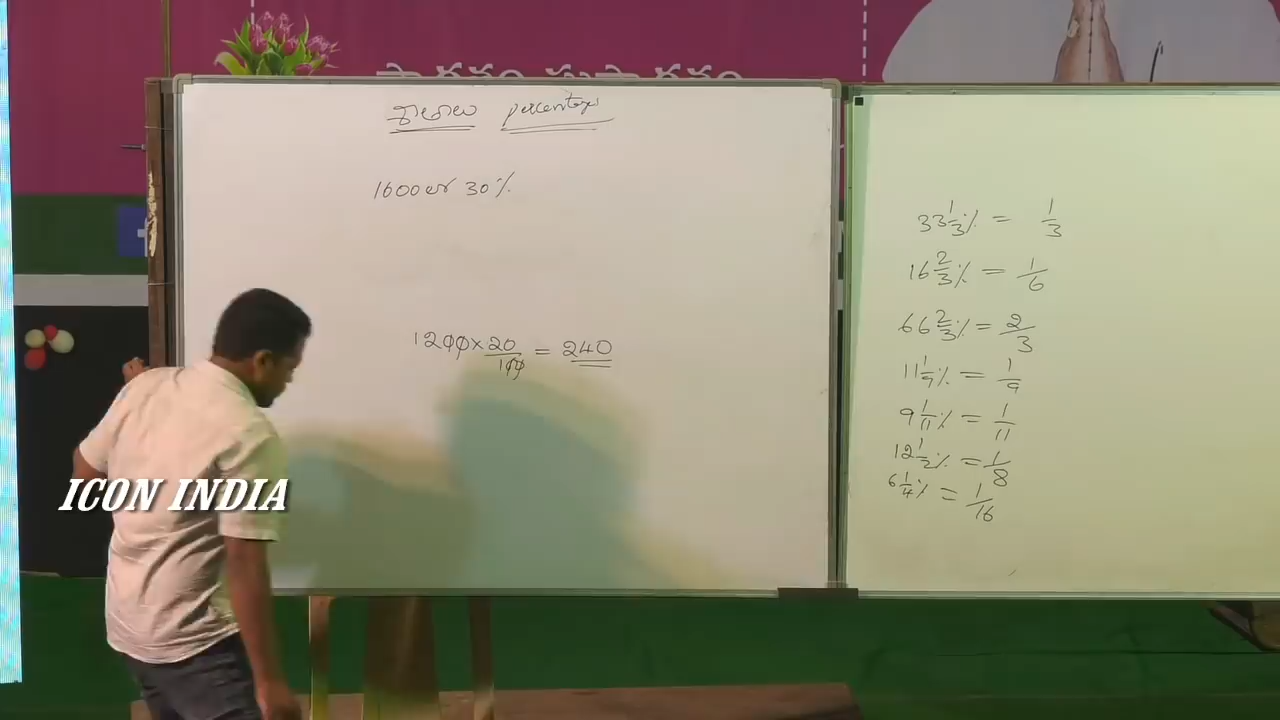 శాతాలు percentages
1600లో 30%
1200 × 20/100 = 240
33 1/3% = 1/3
16 2/3% = 1/6
66 2/3% = 2/3
11 1/9% = 1/9
9 1/11% = 1/11
12 1/2% = 1/8
6 1/4% = 1/16
ICON INDIA